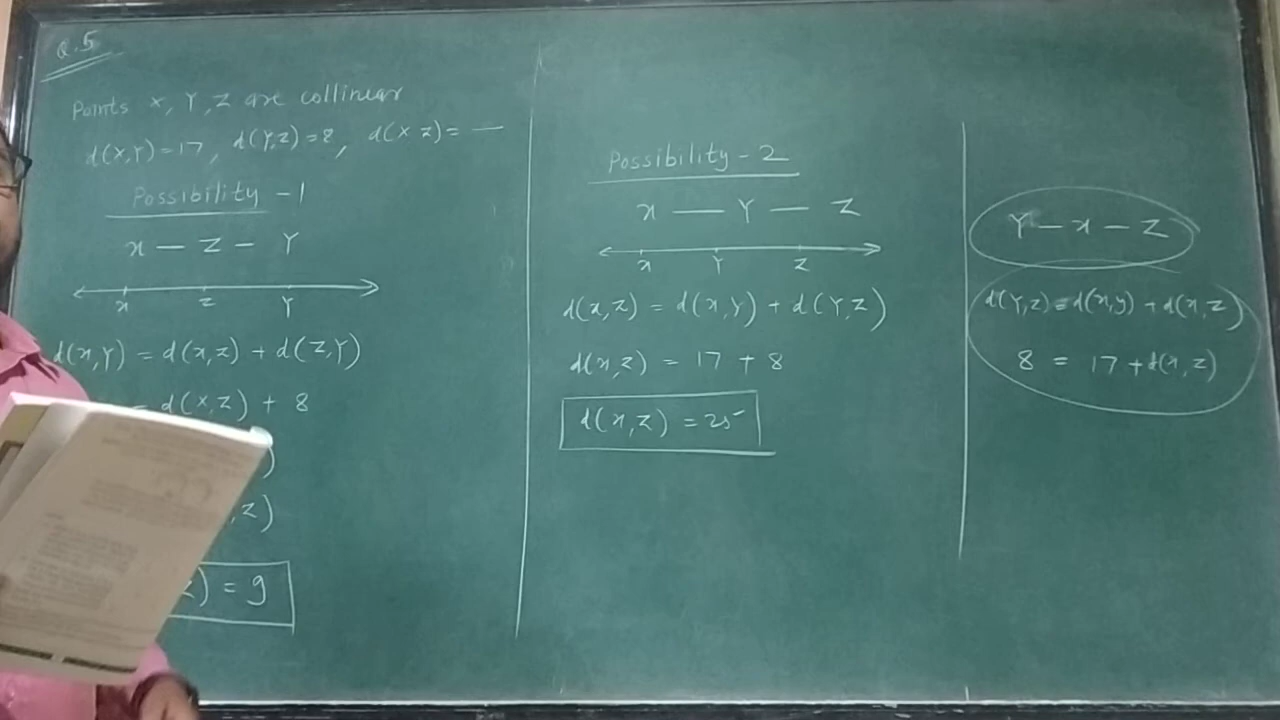 Q.5
Points x, Y, Z are collinear
d(x,Y) = 17, d(Y,Z) = 8, d(x z) = —
Possibility - 1
x — Z — Y
x z Y
d(x,Y) = d(x,z) + d(z,Y)
= d(x,z) + 8
)
,z)
z) = 9
Possibility - 2
x — Y — Z
x Y z
d(x,z) = d(x,y) + d(Y,Z)
d(x,z) = 17 + 8
d(x,z) = 25
Y — x — Z
d(Y,z) = d(x,y) + d(x,z)
8 = 17 + d(x,z)